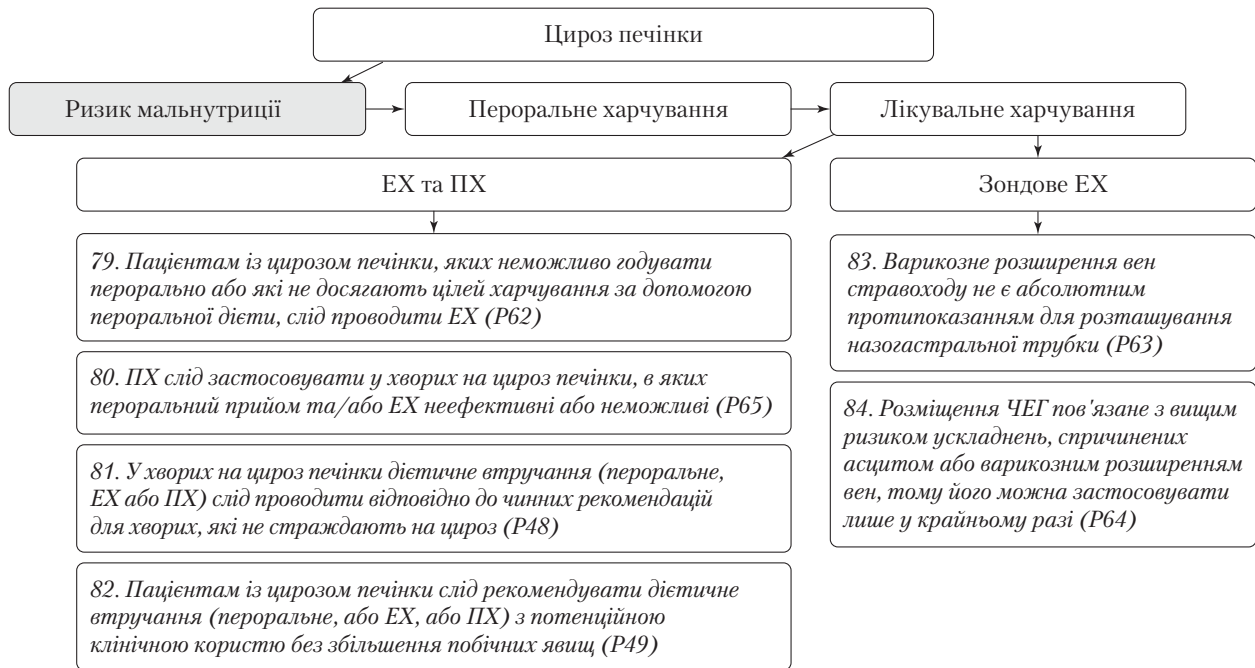 Цироз печінки
Ризик мальнутриції
Пероральне харчування
Лікувальне харчування
ЕХ та ПХ
Зондове ЕХ
79. Пацієнтам із цирозом печінки, яких неможливо годувати
перорально або які не досягають цілей харчування за допомогою
пероральної дієти, слід проводити ЕХ (Р62)
80. ПХ слід застосовувати у хворих на цироз печінки, в яких
пероральний прийом та/або ЕХ неефективні або неможливі (Р65)
81. У хворих на цироз печінки дієтичне втручання (пероральне,
ЕХ або ПХ) слід проводити відповідно до чинних рекомендацій
для хворих, які не страждають на цироз (Р48)
82. Пацієнтам із цирозом печінки слід рекомендувати дієтичне
втручання (пероральне, або ЕХ, або ПХ) з потенційною
клінічною користю без збільшення побічних явищ (Р49)
83. Варикозне розширення вен
стравоходу не є абсолютним
протипоказанням для розташування
назогастральної трубки (Р63)
84. Розміщення ЧЕГ пов'язане з вищим
ризиком ускладнень, спричинених
асцитом або варикозним розширенням
вен, тому його можна застосовувати
лише у крайньому разі (Р64)